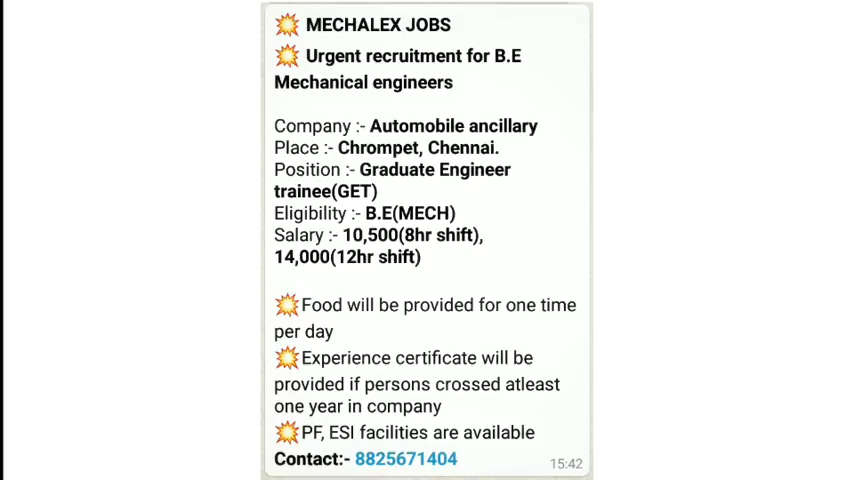 💥 MECHALEX JOBS
💥 Urgent recruitment for B.E
Mechanical engineers
Company :- Automobile ancillary
Place :- Chrompet, Chennai.
Position :- Graduate Engineer
trainee(GET)
Eligibility :- B.E(MECH)
Salary :- 10,500(8hr shift),
14,000(12hr shift)
💥Food will be provided for one time
per day
💥Experience certificate will be
provided if persons crossed atleast
one year in company
💥PF, ESI facilities are available
Contact:- 8825671404
15:42